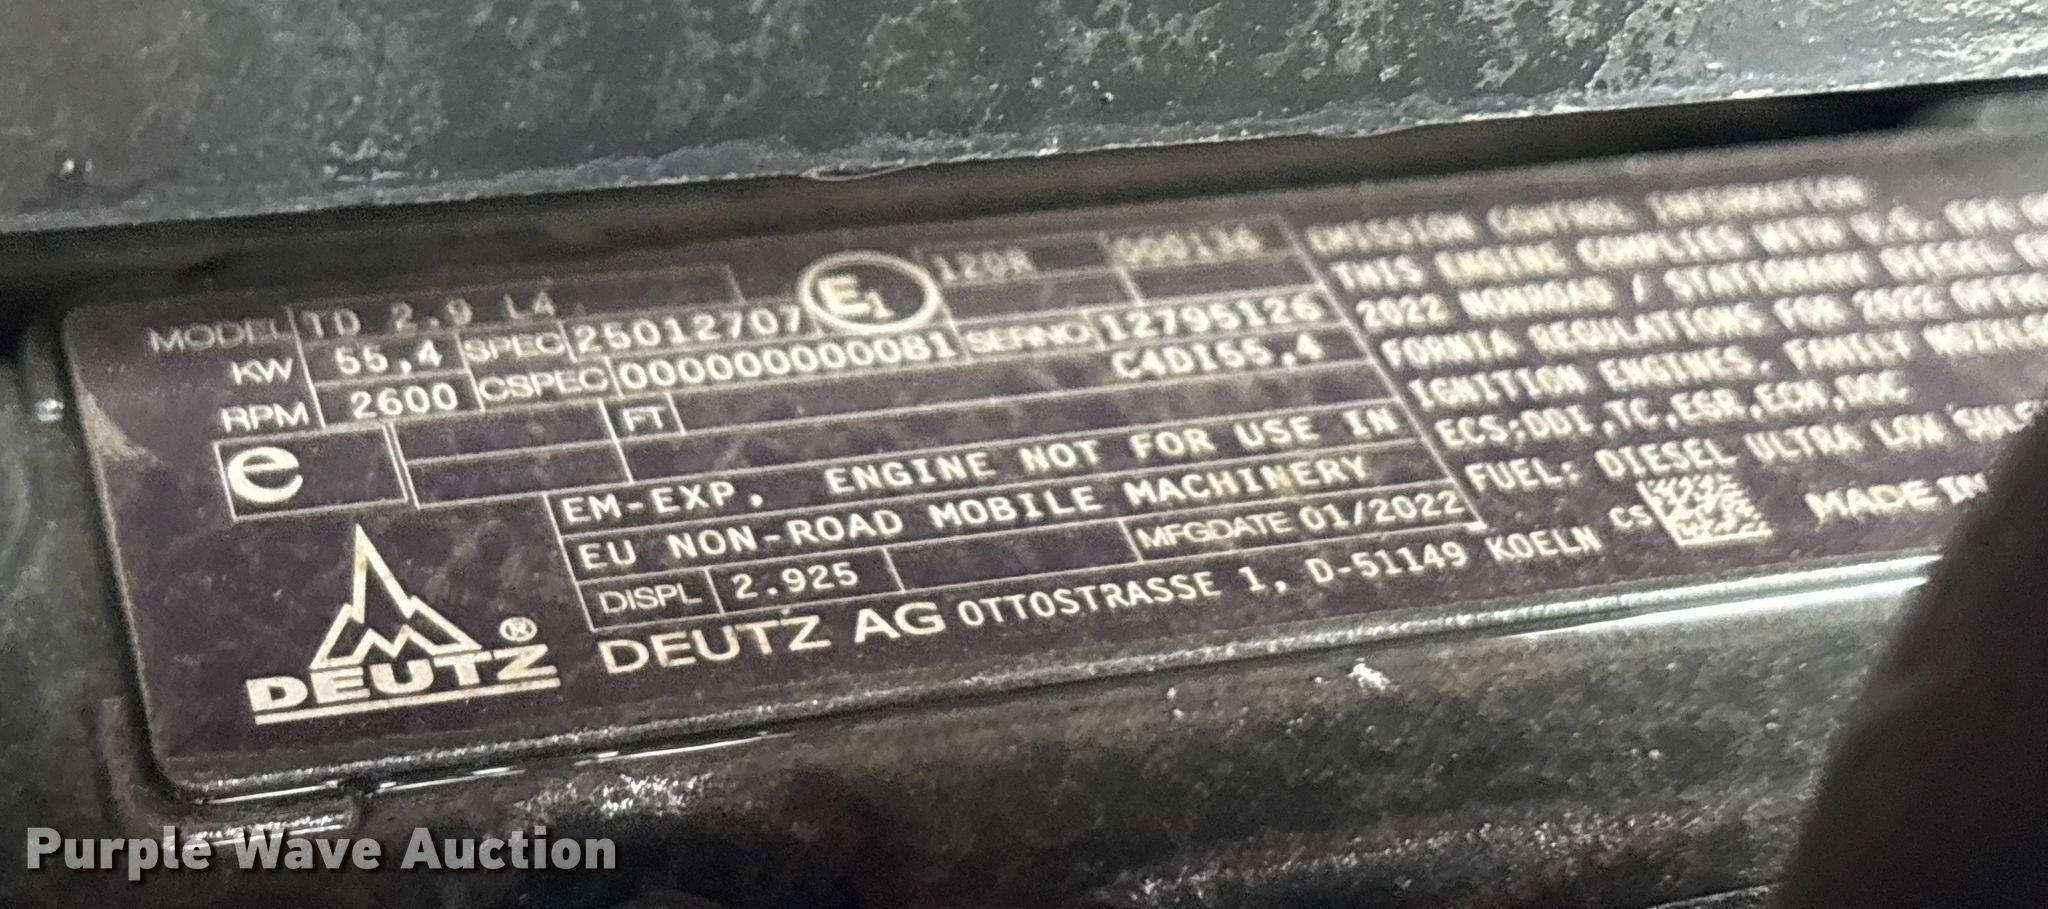 MODEL TD 2.9 L4 E1 120R 000136
KW 55,4 SPEC 25012707 SERNO 12795126
RPM 2600 CSPEC 000000000081 C4DI55,4
e FT
EM-EXP. ENGINE NOT FOR USE IN
EU NON-ROAD MOBILE MACHINERY
DISPL 2.925 MFGDATE 01/2022
DEUTZ AG OTTOSTRASSE 1, D-51149 KOELN CS
DEUTZ®
EMISSION CONTROL INFORMATION
THIS ENGINE COMPLIES WITH U.S. EPA
2022 NONROAD / STATIONARY DIESEL
FORNIA REGULATIONS FOR 2022
IGNITION ENGINES. FAMILY
ECS:DDI,TC,EGR,ECM,DOC
FUEL: DIESEL ULTRA LOW
MADE IN
Purple Wave Auction